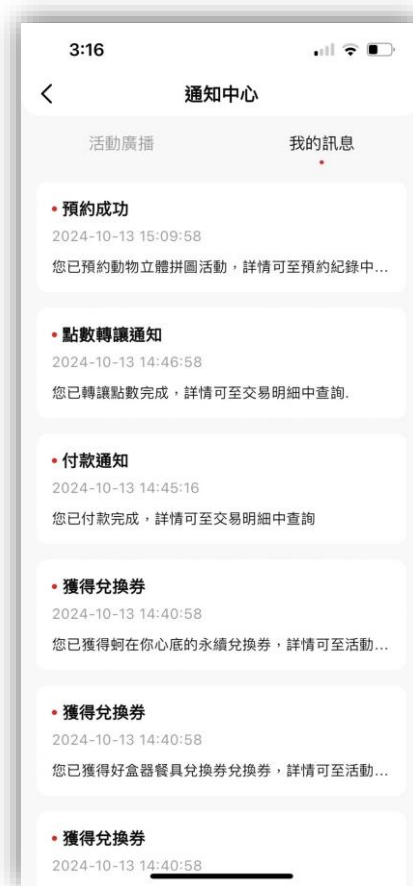 3:16
通知中心
活動廣播 我的訊息
預約成功
2024-10-13 15:09:58
您已預約動物立體拼圖活動，詳情可至預約紀錄中...
點數轉讓通知
2024-10-13 14:46:58
您已轉讓點數完成，詳情可至交易明細中查詢.
付款通知
2024-10-13 14:45:16
您已付款完成，詳情可至交易明細中查詢
獲得兌換券
2024-10-13 14:40:58
您已獲得蚵在你心底的永續兌換券，詳情可至活動...
獲得兌換券
2024-10-13 14:40:58
您已獲得好盒器餐具兌換券兌換券，詳情可至活動...
獲得兌換券
2024-10-13 14:40:58